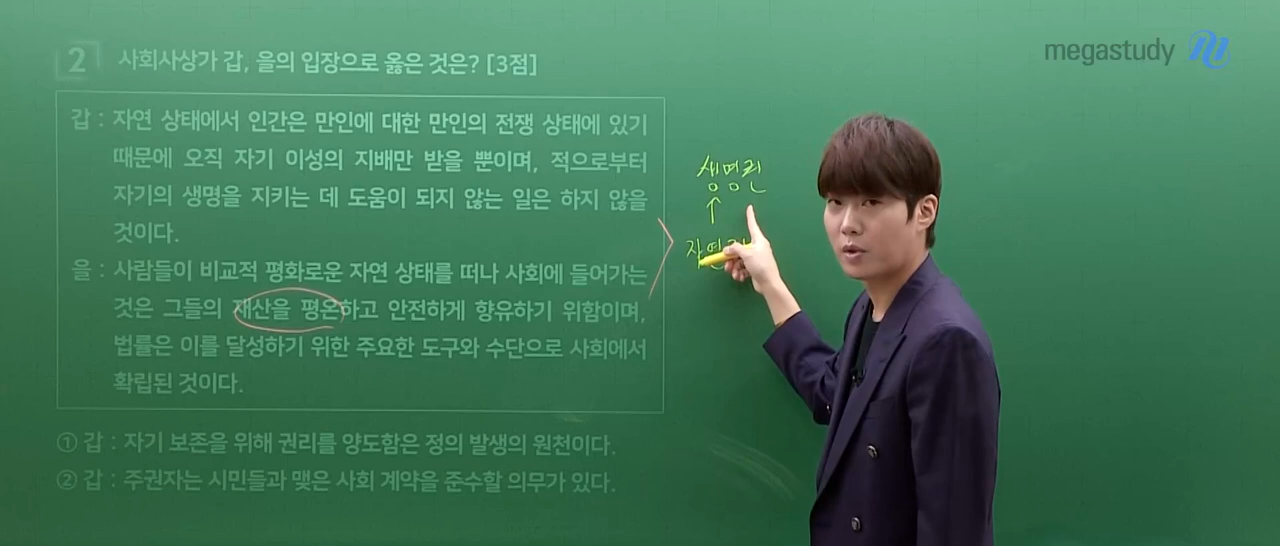 megastudy
2 사회사상가 갑, 을의 입장으로 옳은 것은? [3점]
갑 : 자연 상태에서 인간은 만인에 대한 만인의 전쟁 상태에 있기
때문에 오직 자기 이성의 지배만 받을 뿐이며, 적으로부터
자기의 생명을 지키는 데 도움이 되지 않는 일은 하지 않을
것이다.
을 : 사람들이 비교적 평화로운 자연 상태를 떠나 사회에 들어가는
것은 그들의 재산을 평온하고 안전하게 향유하기 위함이며,
법률은 이를 달성하기 위한 주요한 도구와 수단으로 사회에서
확립된 것이다.
① 갑 : 자기 보존을 위해 권리를 양도함은 정의 발생의 원천이다.
② 갑 : 주권자는 시민들과 맺은 사회 계약을 준수할 의무가 있다.
생명권